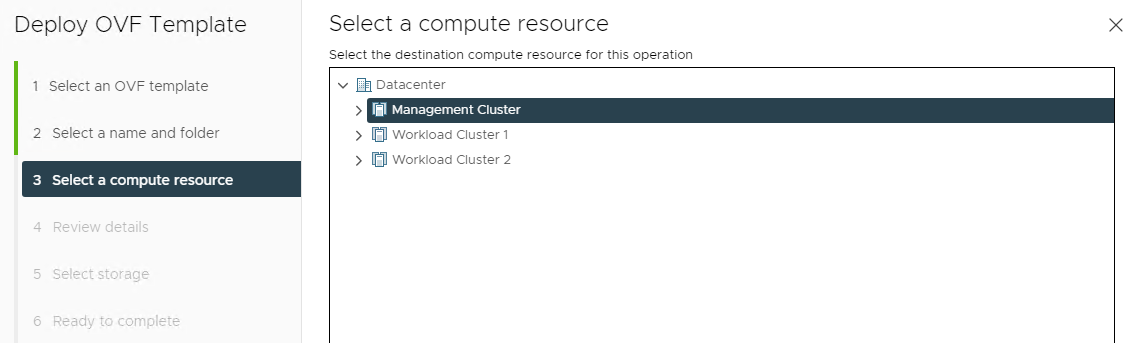 Deploy OVF Template
1 Select an OVF template
2 Select a name and folder
3 Select a compute resource
4 Review details
5 Select storage
6 Ready to complete
Select a compute resource
Select the destination compute resource for this operation
Datacenter
Management Cluster
Workload Cluster 1
Workload Cluster 2